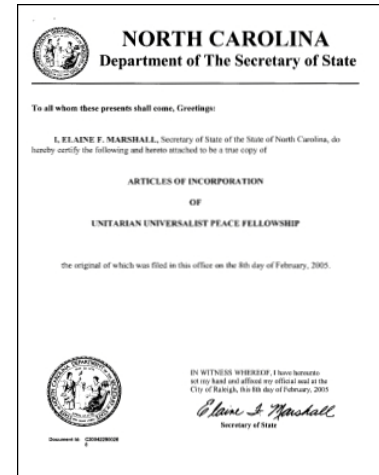 NORTH CAROLINA
Department of The Secretary of State
To all whom these presents shall come, Greetings:
I, ELAINE F. MARSHALL, Secretary of State of the State of North Carolina, do
hereby certify the following and hereto attached to be a true copy of
ARTICLES OF INCORPORATION
OF
UNITARIAN UNIVERSALIST PEACE FELLOWSHIP
the original of which was filed in this office on the 8th day of February, 2005.
IN WITNESS WHEREOF, I have hereunto
set my hand and affixed my official seal at the
City of Raleigh, this 8th day of February, 2005
Elaine F. Marshall
Secretary of State
Document Id: